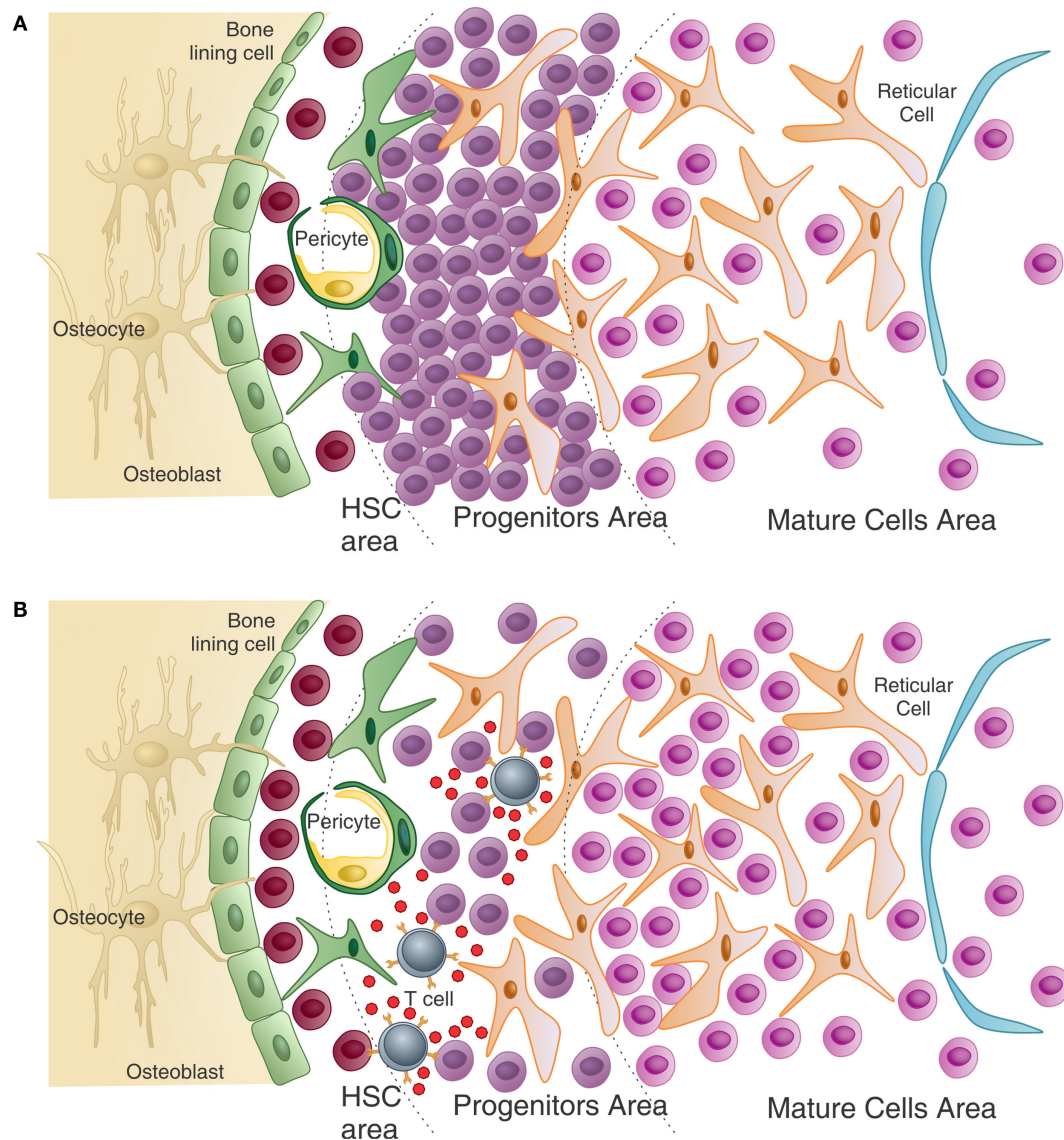 A
Bone
lining cell
Reticular
Cell
Pericyte
Osteocyte
Osteoblast
HSC
area
Progenitors Area
Mature Cells Area
B
Bone
lining cell
Reticular
Cell
Pericyte
Osteocyte
T cell
Osteoblast
HSC
area
Progenitors Area
Mature Cells Area